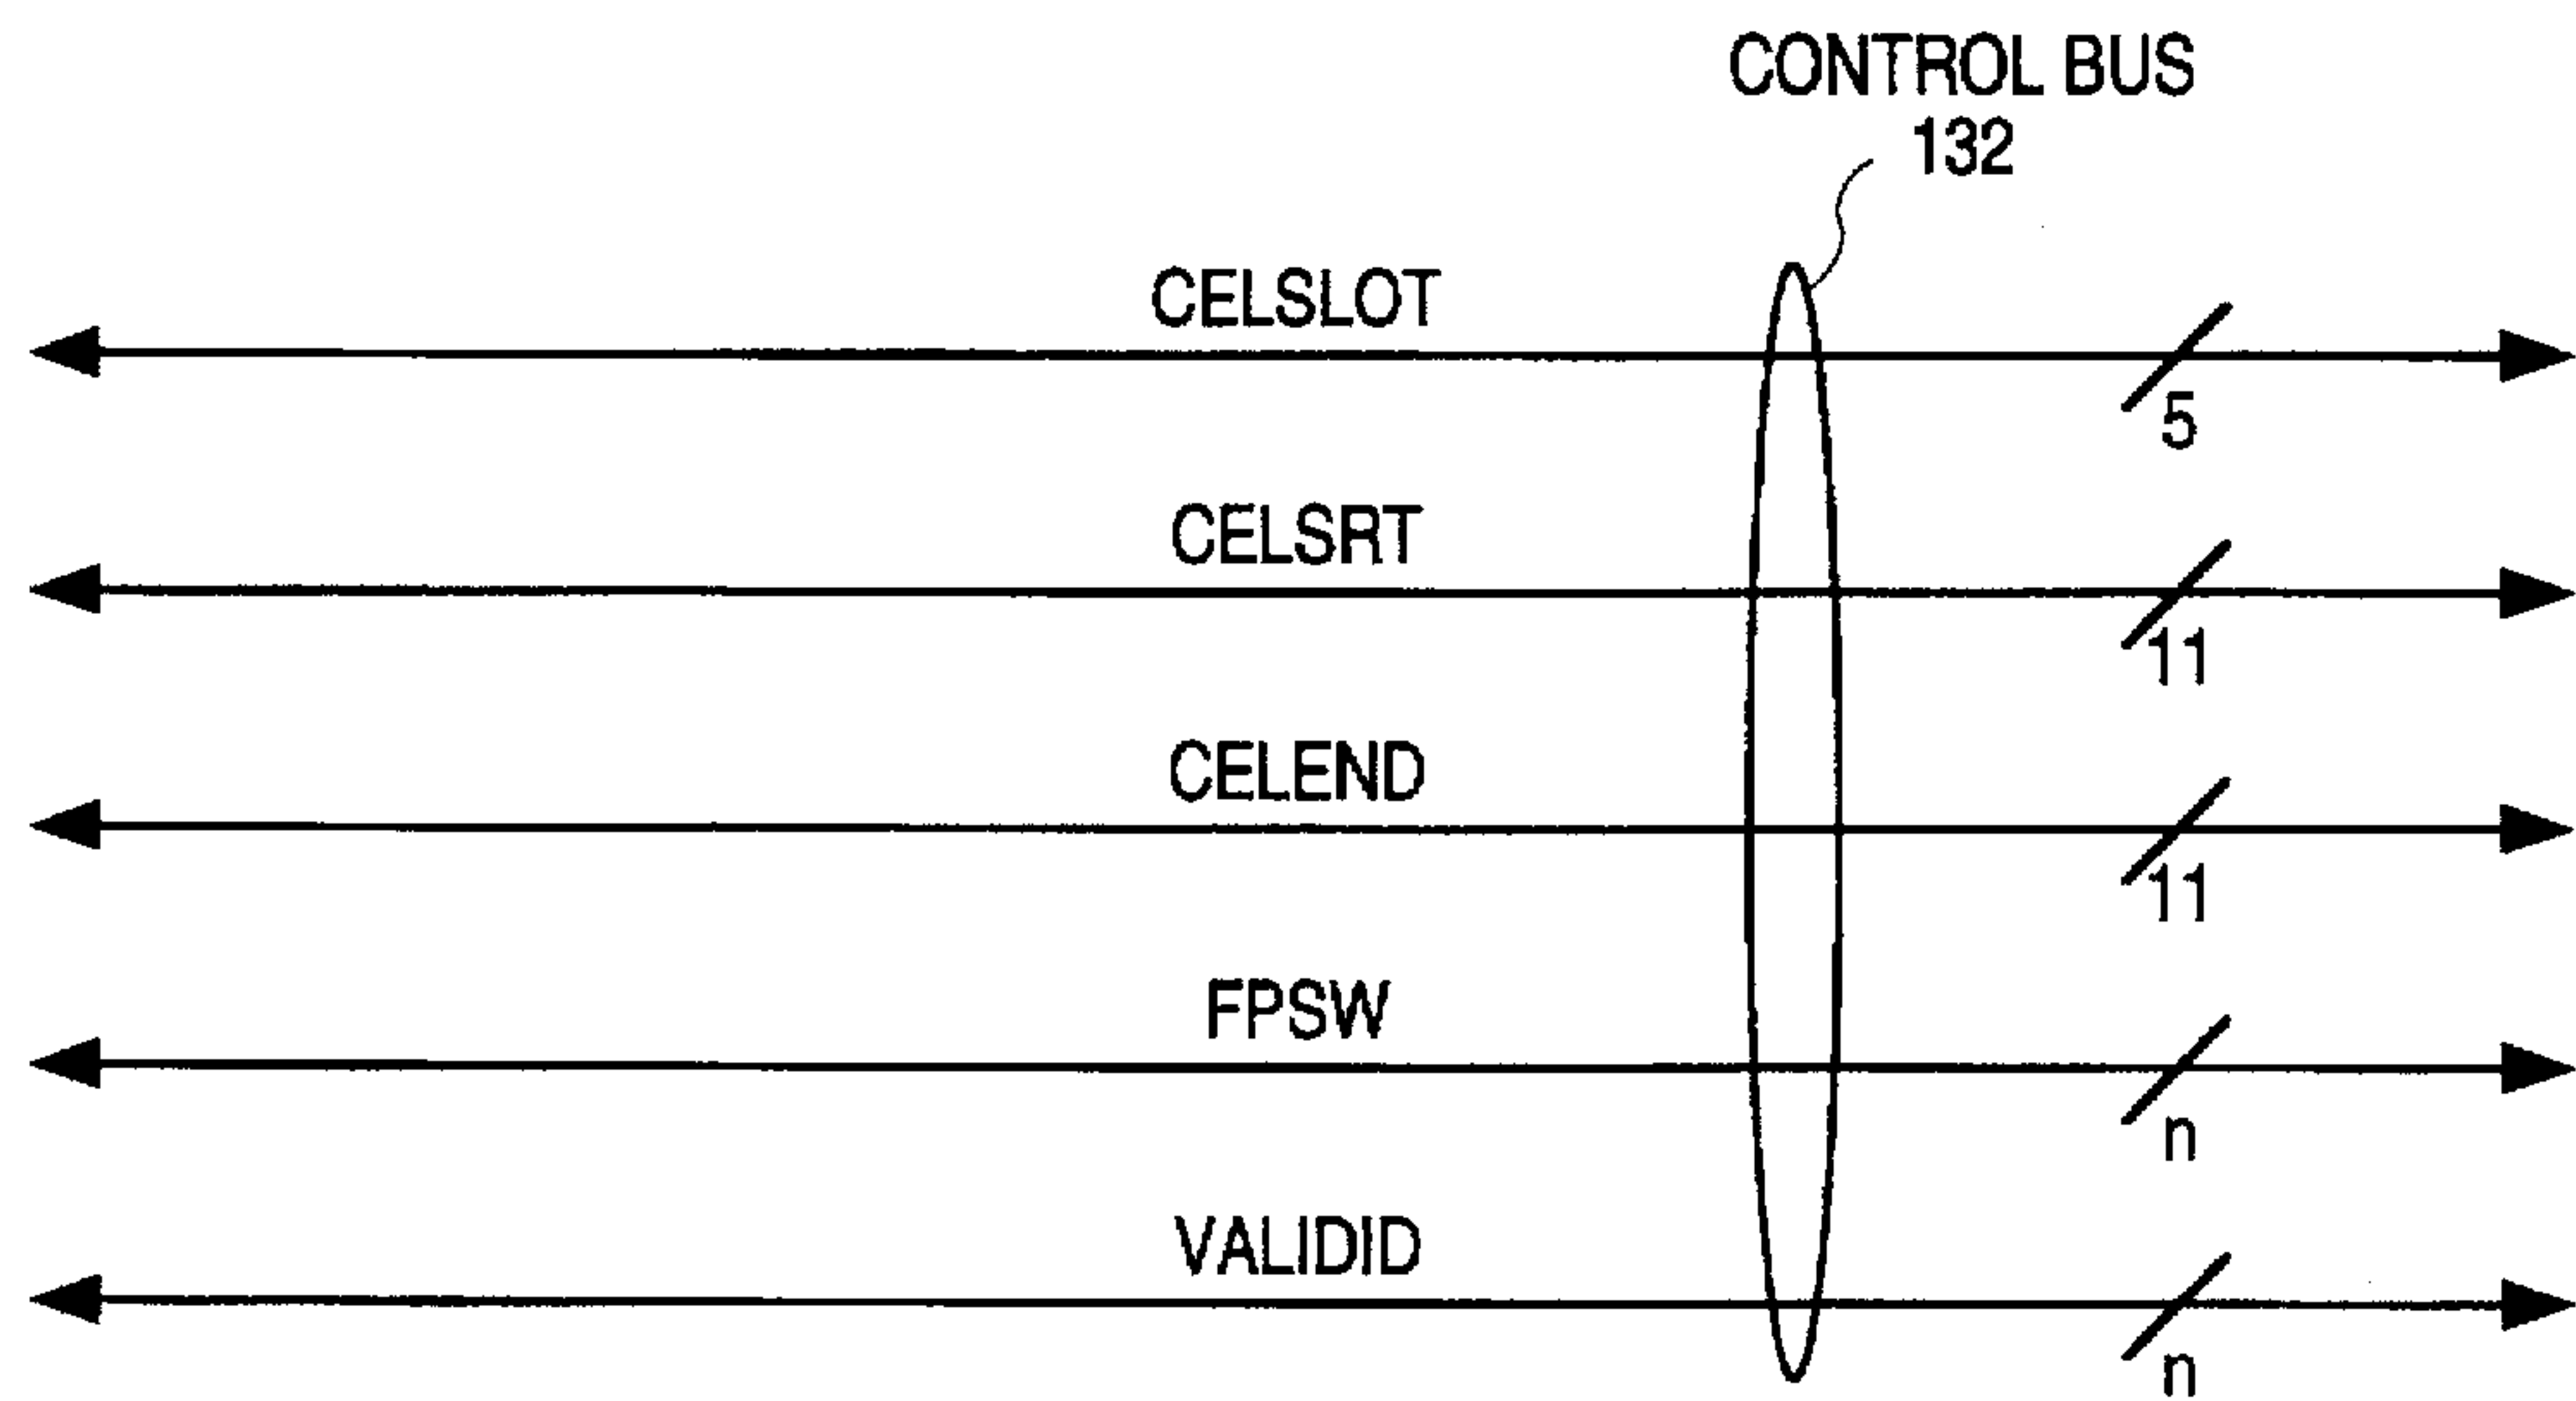 CONTROL BUS
132
CELSLOT
5
CELSRT
11
CELEND
11
FPSW
n
VALIDID
n